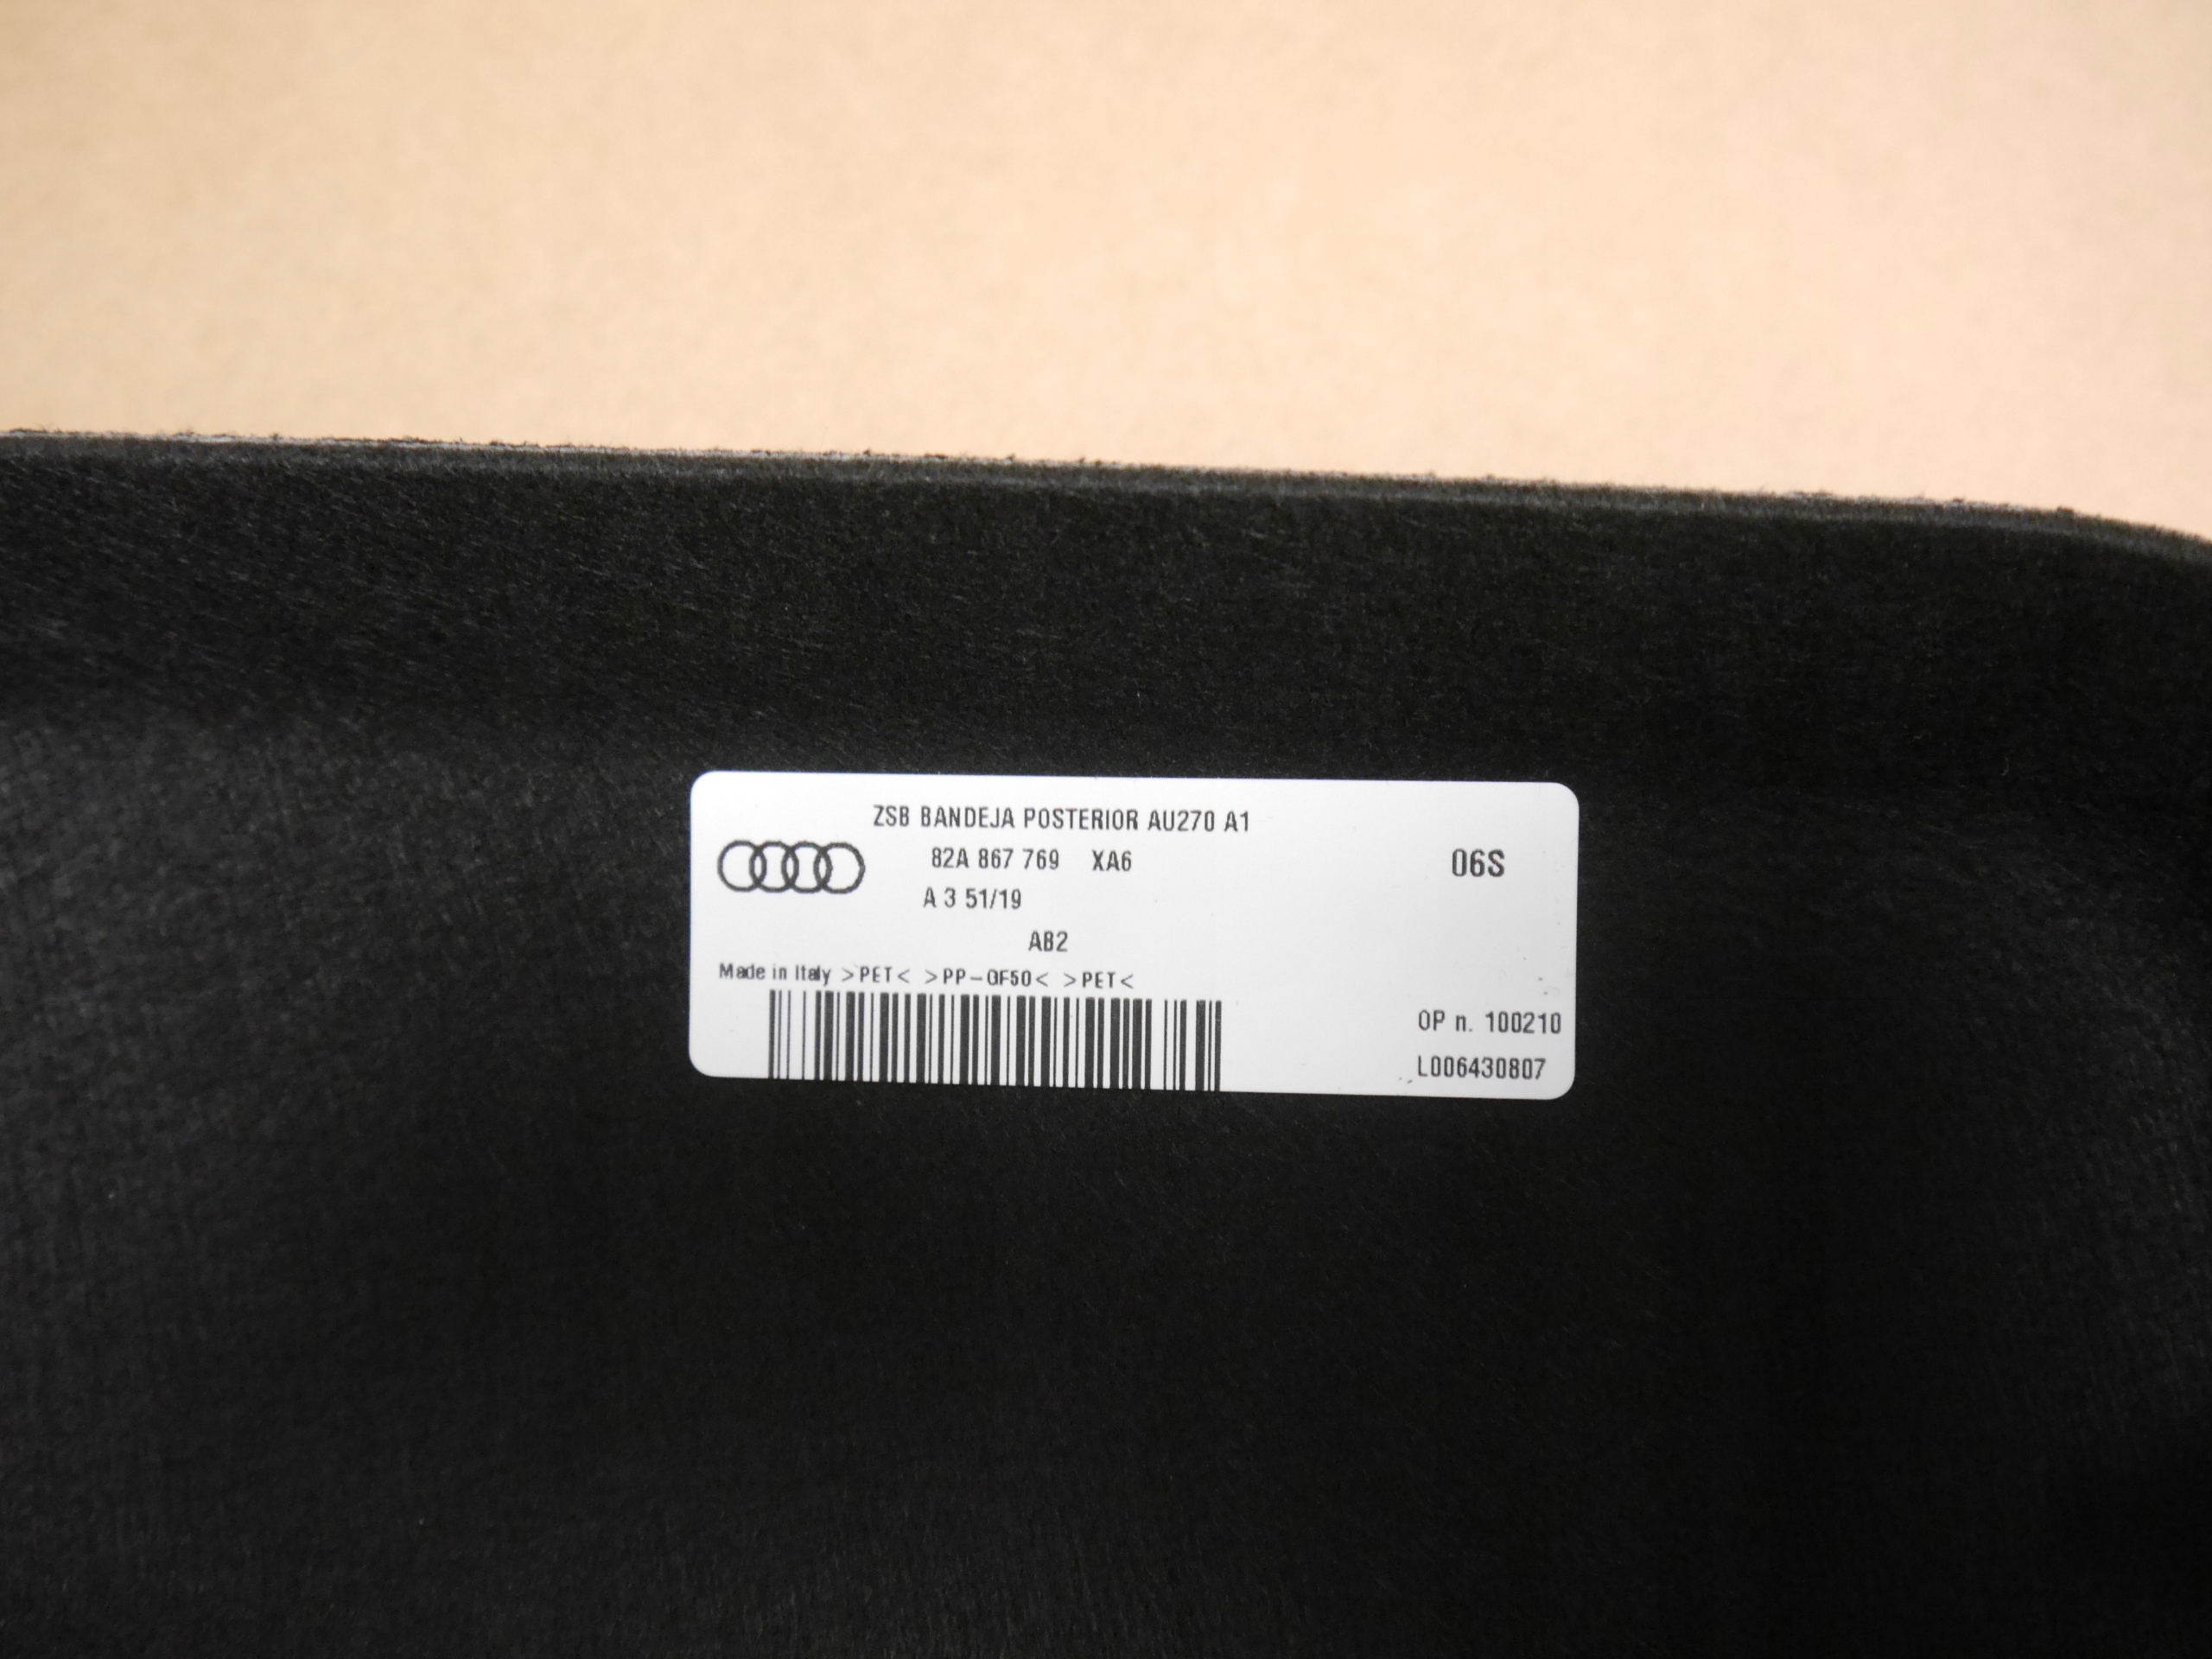 ZSB BANDEJA POSTERIOR AU270 A1
82A 867 769 XA6
06S
A 3 51/19
AB2
Made in Italy >PET< >PP-GF50< >PET<
OP n. 100210
L006430807